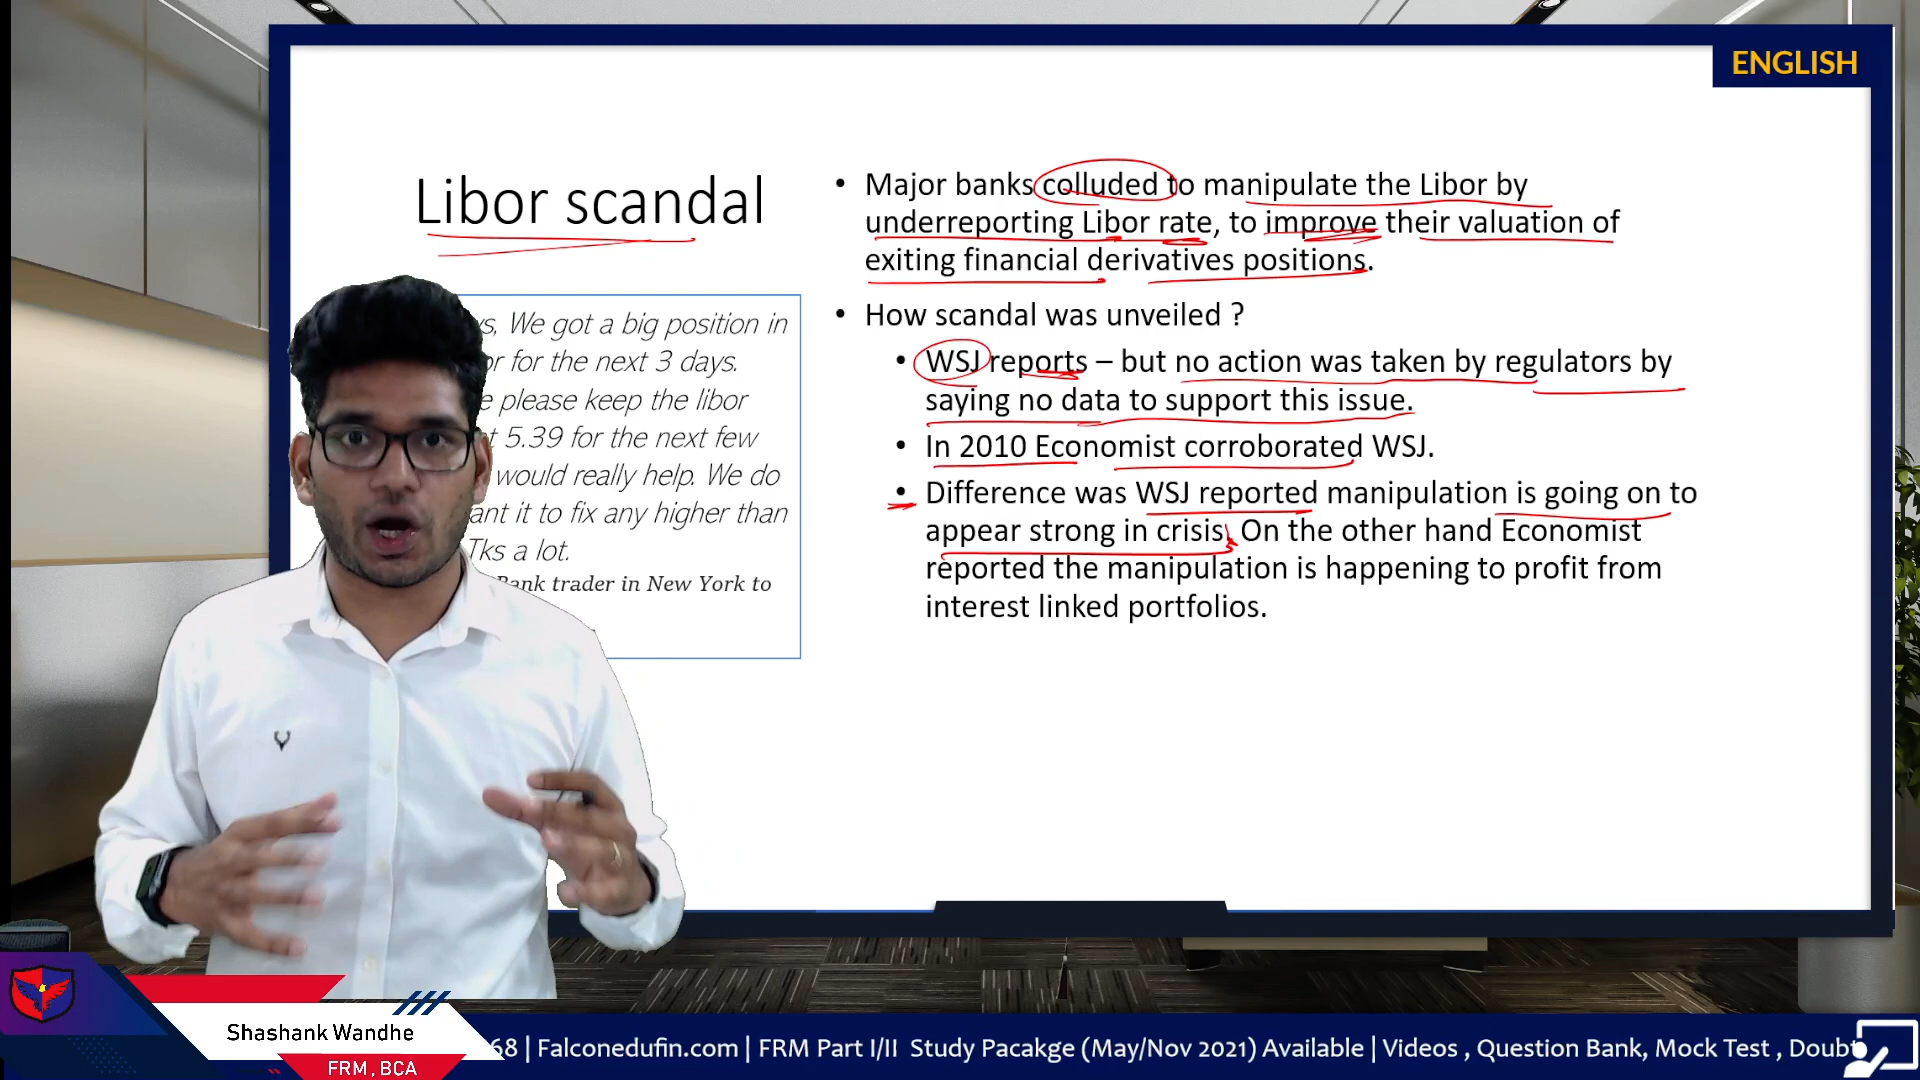 ENGLISH
Libor scandal
We got a big position in
for the next 3 days.
please keep the libor
5.39 for the next few
would really help. We do
it to fix any higher than
Tks a lot.
Bank trader in New York to
• Major banks colluded to manipulate the Libor by
underreporting Libor rate, to improve their valuation of
exiting financial derivatives positions.
• How scandal was unveiled ?
• WSJ reports – but no action was taken by regulators by
saying no data to support this issue.
• In 2010 Economist corroborated WSJ.
• Difference was WSJ reported manipulation is going on to
appear strong in crisis. On the other hand Economist
reported the manipulation is happening to profit from
interest linked portfolios.
Shashank Wandhe
FRM, BCA
68 | Falconedufin.com | FRM Part I/II Study Pacakge (May/Nov 2021) Available | Videos , Question Bank, Mock Test , Doubt